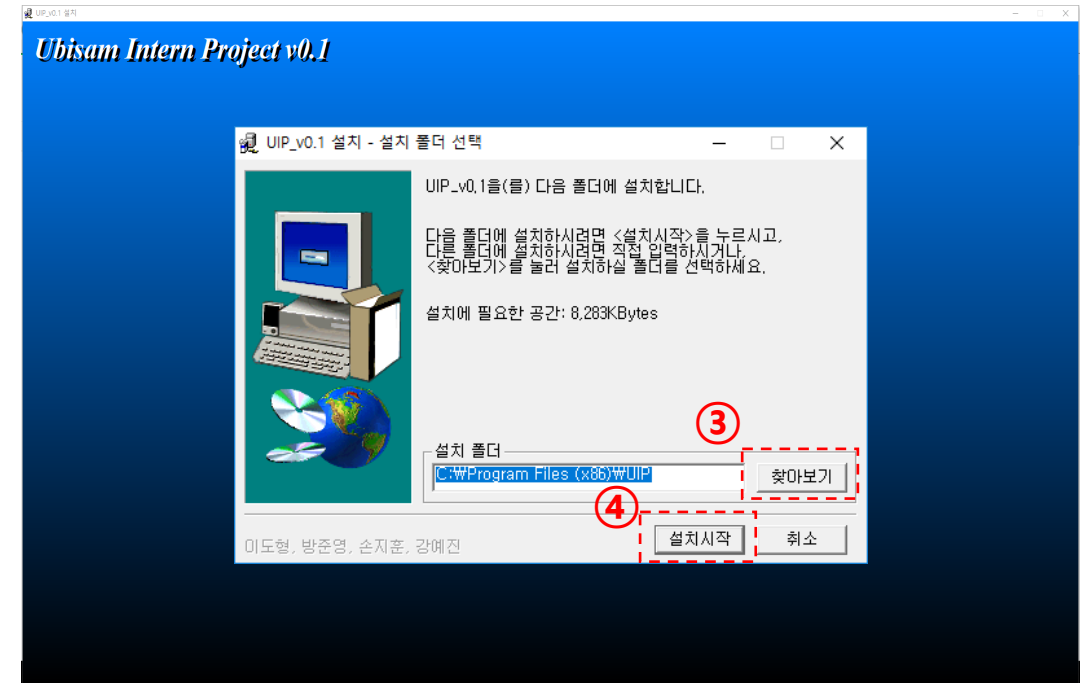 UIP_v0.1 설치
Ubisam Intern Project v0.1
UIP_v0.1 설치 - 설치 폴더 선택
UIP_v0.1을(를) 다음 폴더에 설치합니다.
다음 폴더에 설치하시려면 <설치시작>을 누르시고,
다른 폴더에 설치하시려면 직접 입력하시거나,
<찾아보기>를 눌러 설치하실 폴더를 선택하세요.
설치에 필요한 공간: 8,283KBytes
③
설치 폴더
C:₩Program Files (x86)₩UIP
찾아보기
④
설치시작
취소
이도형, 방준영, 손지훈, 강예진